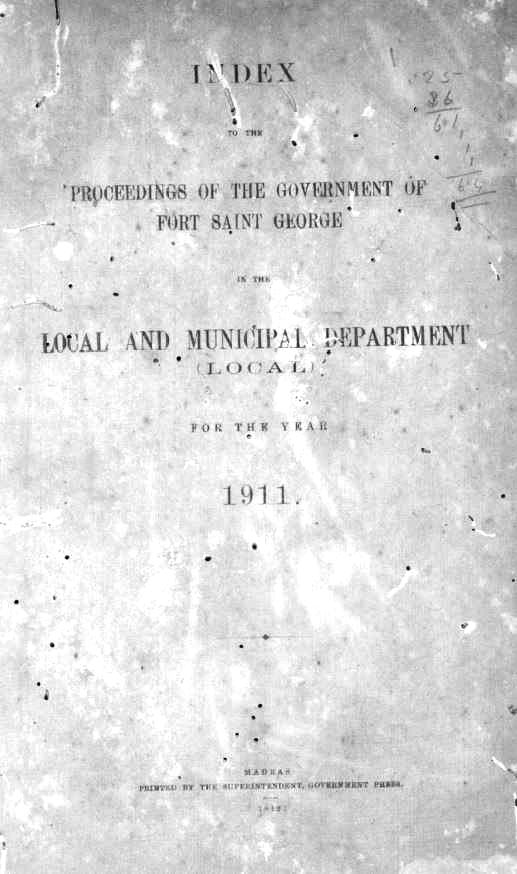 INDEX
TO THE
PROCEEDINGS OF THE GOVERNMENT OF
FORT SAINT GEORGE
IN THE
LOCAL AND MUNICIPAL DEPARTMENT
(LOCAL)
FOR THE YEAR
1911.
MADRAS
PRINTED BY THE SUPERINTENDENT, GOVERNMENT PRESS.
1912